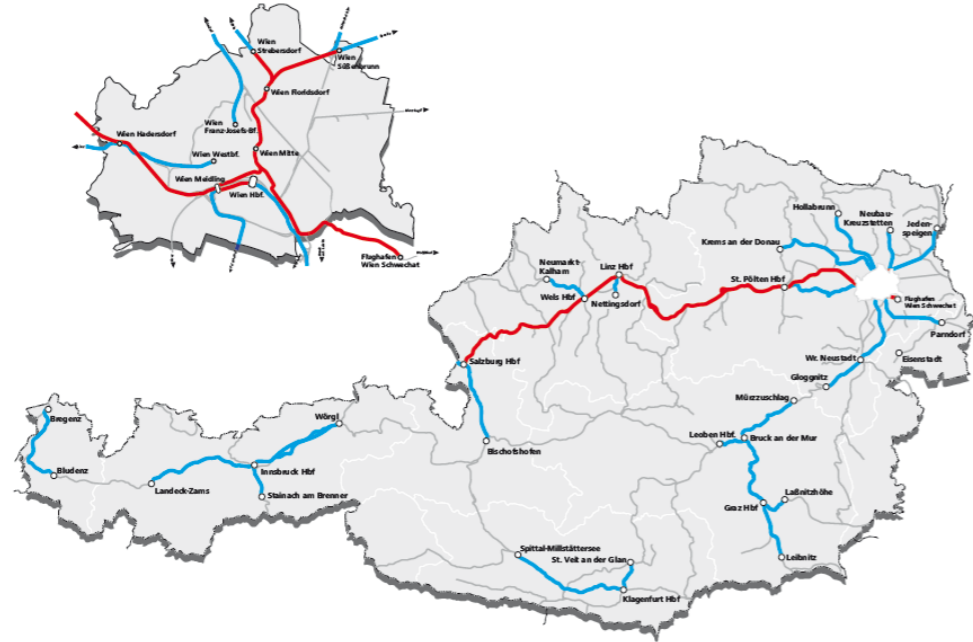 Wien
Strebersdorf
Wien
Süßenbrunn
Wien Floridsdorf
Wien
Franz-Josefs-Bf.
Wien Hadersdorf
Wien Westbf.
Wien Mitte
Wien Meidling
Wien Hbf.
Flughafen
Wien Schwechat
Hollabrunn
Neubau-
Kreuzstetten
Jeden-
speigen
Krems an der Donau
Neumarkt-
Kalham
Linz Hbf
St. Pölten Hbf
Wels Hbf
Nettingsdorf
Flughafen
Wien Schwechat
Parndorf
Salzburg Hbf
Wr. Neustadt
Eisenstadt
Gloggnitz
Mürzzuschlag
Wörgl
Bregenz
Leoben Hbf
Bruck an der Mur
Bischofshofen
Bludenz
Innsbruck Hbf
Landeck-Zams
Stainach am Brenner
Laßnitzhöhe
Graz Hbf
Spittal-Millstättersee
St. Veit an der Glan
Leibnitz
Klagenfurt Hbf